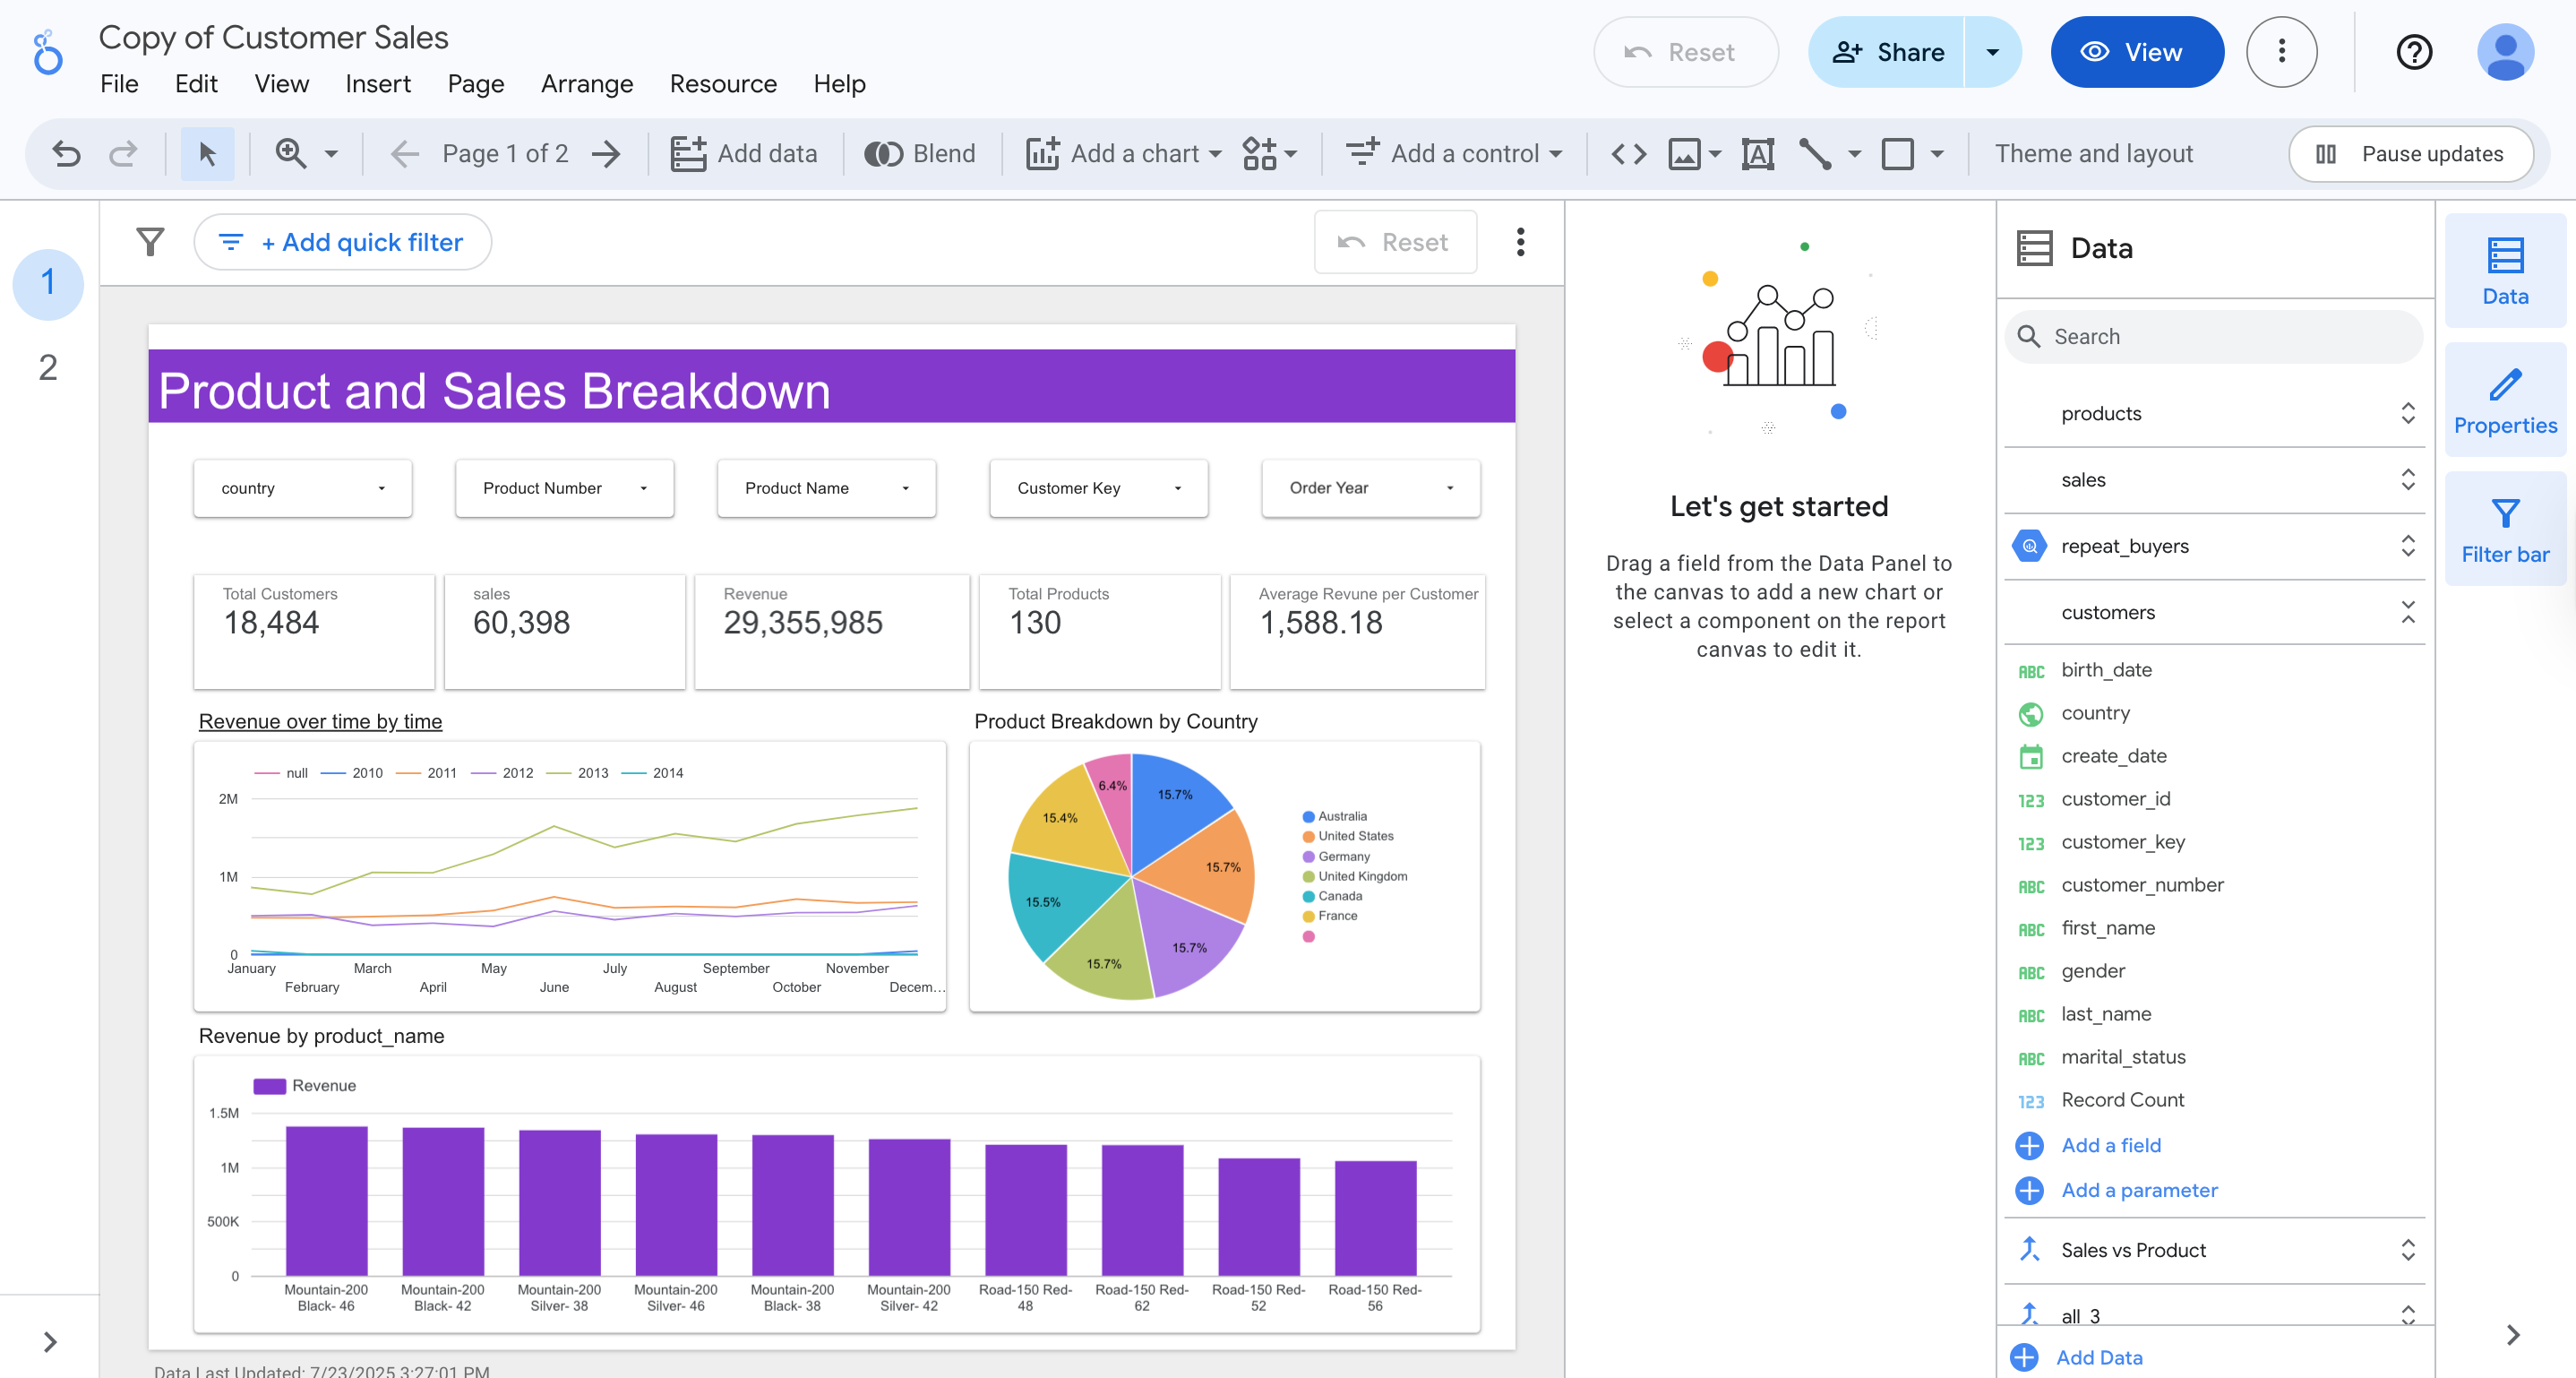 Copy of Customer Sales
File Edit View Insert Page Arrange Resource Help
Reset
Share
View
Page 1 of 2
Add data
Blend
Add a chart
Add a control
Theme and layout
Pause updates
1
2
+ Add quick filter
Reset
Product and Sales Breakdown
country
Product Number
Product Name
Customer Key
Order Year
Total Customers
18,484
sales
60,398
Revenue
29,355,985
Total Products
130
Average Revune per Customer
1,588.18
Revenue over time by time
null 2010 2011 2012 2013 2014
2M
1M
0
January March May July September November
February April June August October Decem...
Product Breakdown by Country
6.4%
15.7%
15.4%
15.7%
15.5%
15.7%
15.7%
Australia
United States
Germany
United Kingdom
Canada
France
Revenue by product_name
Revenue
1.5M
1M
500K
0
Mountain-200 Black- 46
Mountain-200 Black- 42
Mountain-200 Silver- 38
Mountain-200 Silver- 46
Mountain-200 Black- 38
Mountain-200 Silver- 42
Road-150 Red- 48
Road-150 Red- 62
Road-150 Red- 52
Road-150 Red- 56
Data Last Updated: 7/23/2025 3:27:01 PM
Let's get started
Drag a field from the Data Panel to
the canvas to add a new chart or
select a component on the report
canvas to edit it.
Data
Search
products
sales
repeat_buyers
customers
ABC birth_date
country
create_date
123 customer_id
123 customer_key
ABC customer_number
ABC first_name
ABC gender
ABC last_name
ABC marital_status
123 Record Count
Add a field
Add a parameter
Sales vs Product
all_3
Add Data
Data
Properties
Filter bar